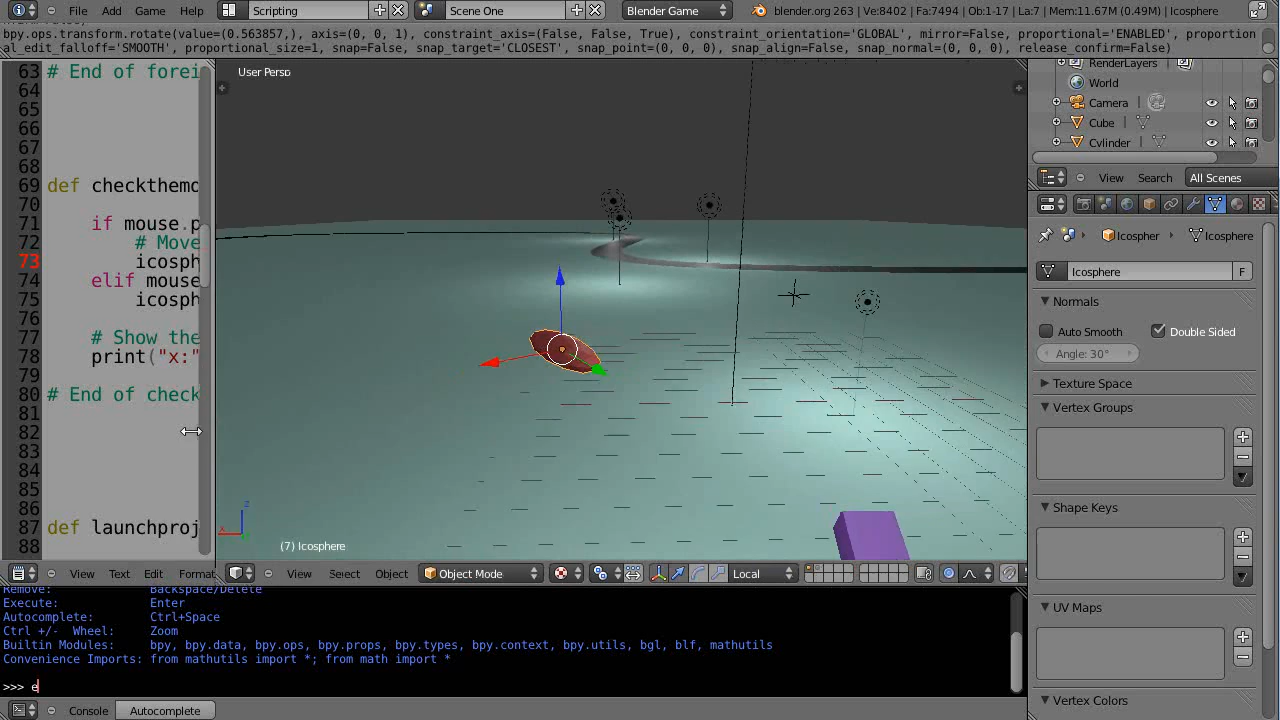 File Add Game Help Scripting Scene One Blender Game blender.org 263 | Ve:8402 | Fa:7494 | Ob:1-17 | La:7 |
bpy.ops.transform.rotate(value=(0.563857,), axis=(0, 0, 1), constraint_axis=(False, False, True), constraint_orientation='GLOBAL', mirror=False, proportional='ENABLED', proportion
al_edit_falloff='SMOOTH', proportional_size=1, snap=False, snap_target='CLOSEST', snap_point=(0, 0, 0), snap_align=False, snap_normal=(0, 0, 0), release_confirm=False)
63 # End of forei
64
65
66
67
68
69 def checkthemo
70
71 if mouse.p
72 # Move
73 icosph
74 elif mouse
75 icosph
76
77 # Show the
78 print("x:"
79
80 # End of check
81
82
83
84
85
86
87 def launchproj
88
View Text Edit Format
User Persp
(7) Icosphere
View Select Object Object Mode Local
RenderLayers
World
Camera
Cube
Cylinder
View Search All Scenes
Icospher Icosphere
Icosphere F
Normals
Auto Smooth Double Sided
Angle: 30°
Texture Space
Vertex Groups
Shape Keys
UV Maps
Vertex Colors
Remove: Backspace/Delete
Execute: Enter
Autocomplete: Ctrl+Space
Ctrl +/- Wheel: Zoom
Builtin Modules: bpy, bpy.data, bpy.ops, bpy.props, bpy.types, bpy.context, bpy.utils, bgl, blf, mathutils
Convenience Imports: from mathutils import *; from math import *
>>> e
Console Autocomplete